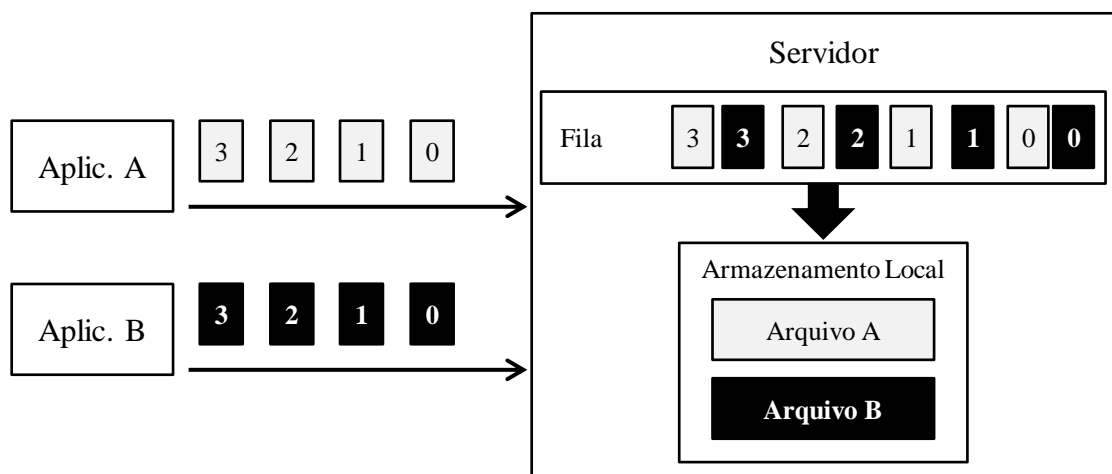 Servidor
Fila 3 3 2 2 1 1 0 0
Aplic. A 3 2 1 0
Armazenamento Local
Arquivo A
Arquivo B
Aplic. B 3 2 1 0